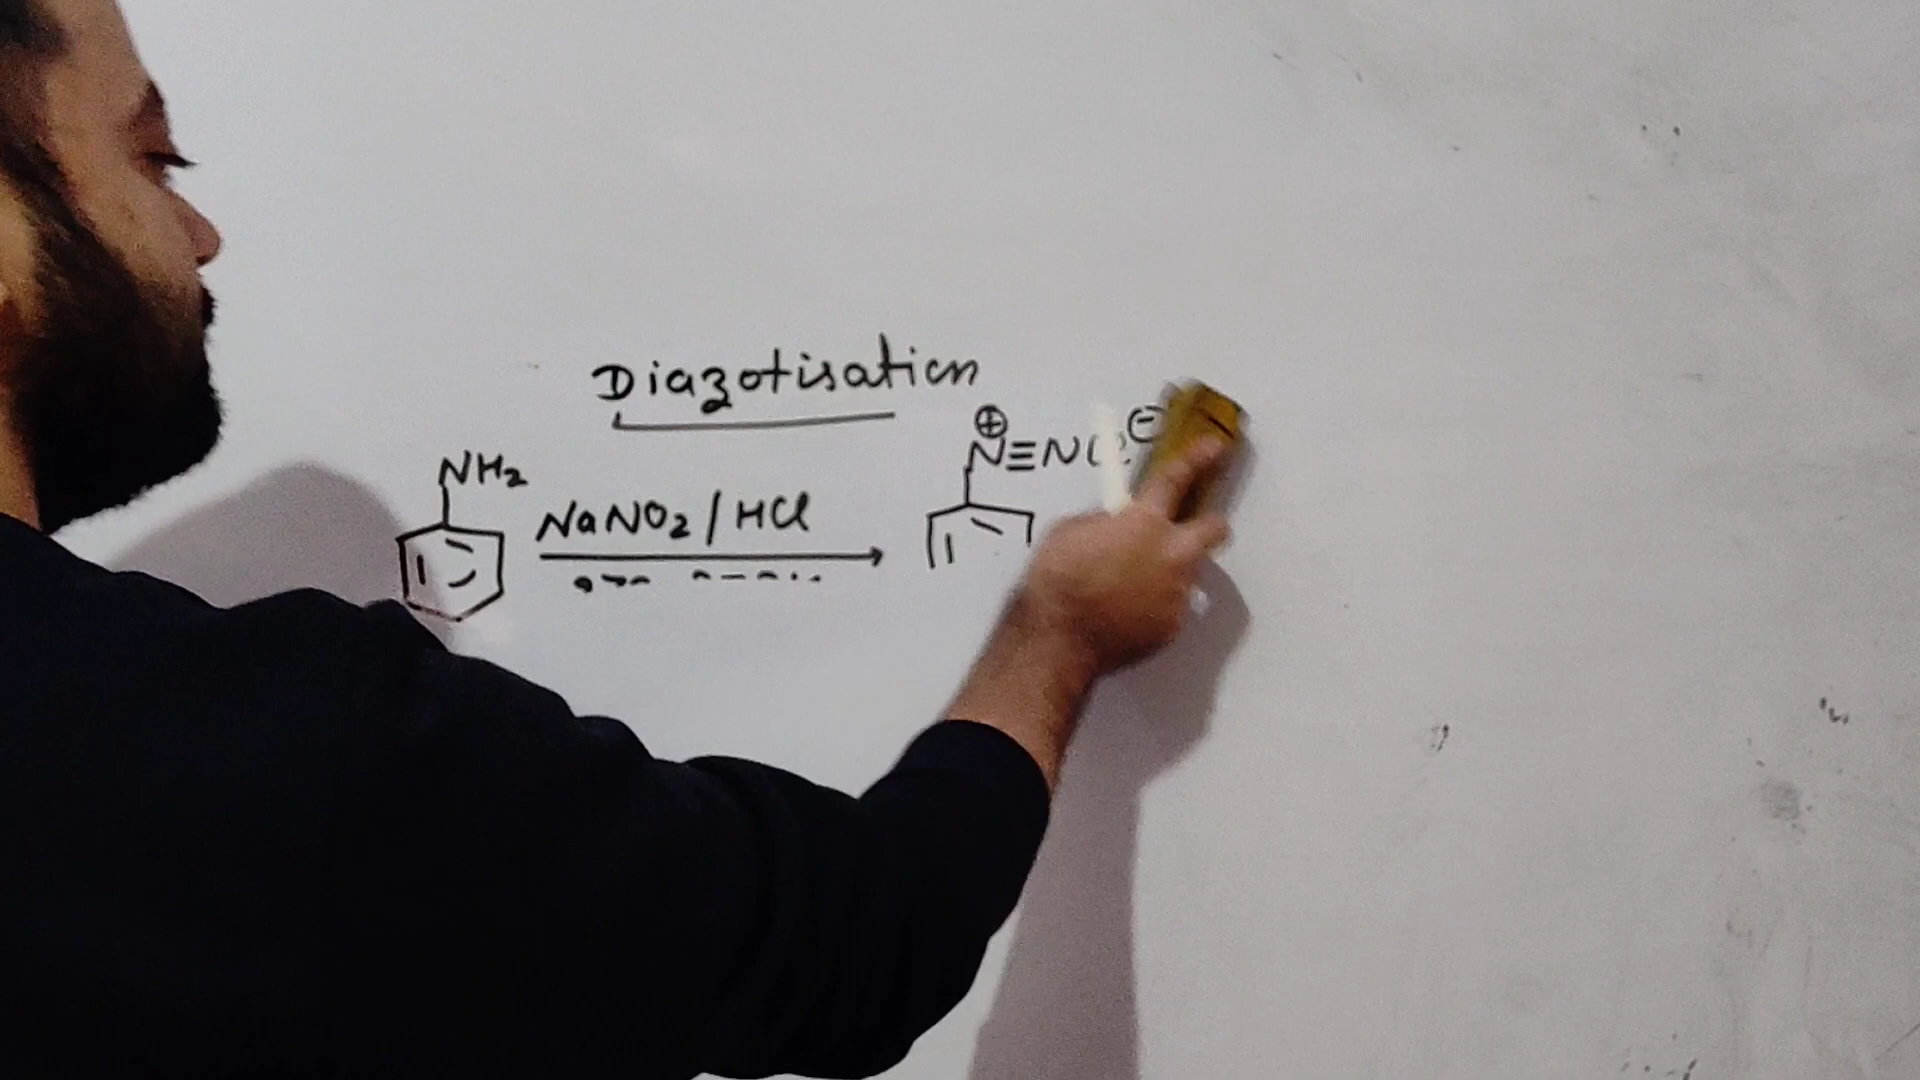 Diazotisation
NH₂
NaNO₂/HCl
⊕ ⊖
N≡N